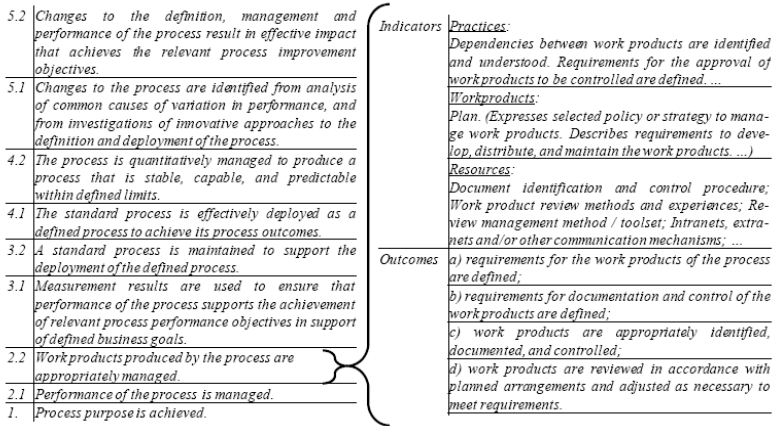 5.2 Changes to the definition, management and
performance of the process result in effective impact
that achieves the relevant process improvement
objectives.
5.1 Changes to the process are identified from analysis
of common causes of variation in performance, and
from investigations of innovative approaches to the
definition and deployment of the process.
4.2 The process is quantitatively managed to produce a
process that is stable, capable, and predictable
within defined limits.
4.1 The standard process is effectively deployed as a
defined process to achieve its process outcomes.
3.2 A standard process is maintained to support the
deployment of the defined process.
3.1 Measurement results are used to ensure that
performance of the process supports the achievement
of relevant process performance objectives in support
of defined business goals.
2.2 Work products produced by the process are
appropriately managed.
2.1 Performance of the process is managed.
1. Process purpose is achieved.
Indicators Practices:
Dependencies between work products are identified
and understood. Requirements for the approval of
work products to be controlled are defined. ...
Workproducts:
Plan. (Expresses selected policy or strategy to mana-
ge work products. Describes requirements to deve-
lop, distribute, and maintain the work products. ...)
Resources:
Document identification and control procedure;
Work product review methods and experiences; Re-
view management method / toolset; Intranets, extra-
nets and/or other communication mechanisms; ...
Outcomes a) requirements for the work products of the process
are defined;
b) requirements for documentation and control of the
work products are defined;
c) work products are appropriately identified,
documented, and controlled;
d) work products are reviewed in accordance with
planned arrangements and adjusted as necessary to
meet requirements.